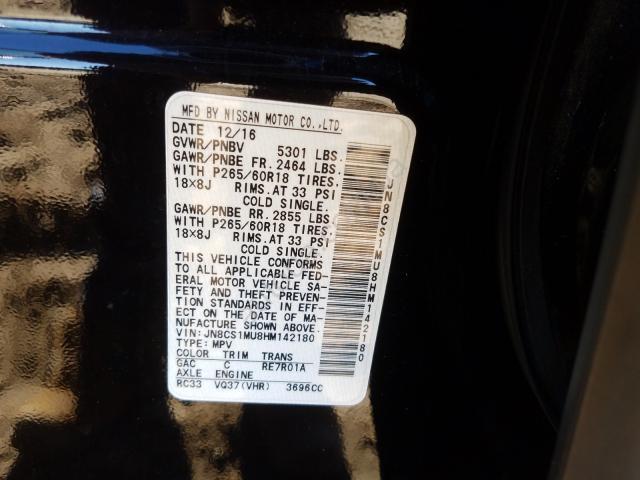 MFD BY NISSAN MOTOR CO.,LTD.
DATE 12/16
GVWR/PNBV 5301 LBS.
GAWR/PNBE FR. 2464 LBS.
WITH P265/60R18 TIRES.
18×8J RIMS.AT 33 PSI
COLD SINGLE.
GAWR/PNBE RR. 2855 LBS.
WITH P265/60R18 TIRES.
18×8J RIMS.AT 33 PSI
COLD SINGLE.
THIS VEHICLE CONFORMS
TO ALL APPLICABLE FED-
ERAL MOTOR VEHICLE SA-
FETY AND THEFT PREVEN-
TION STANDARDS IN EFF-
ECT ON THE DATE OF MA-
NUFACTURE SHOWN ABOVE.
VIN:JN8CS1MU8HM142180
TYPE: MPV
COLOR TRIM TRANS
GAC C RE7R01A
AXLE ENGINE
RC33 VQ37(VHR) 3696CC
JN8CS1MU8HM142180